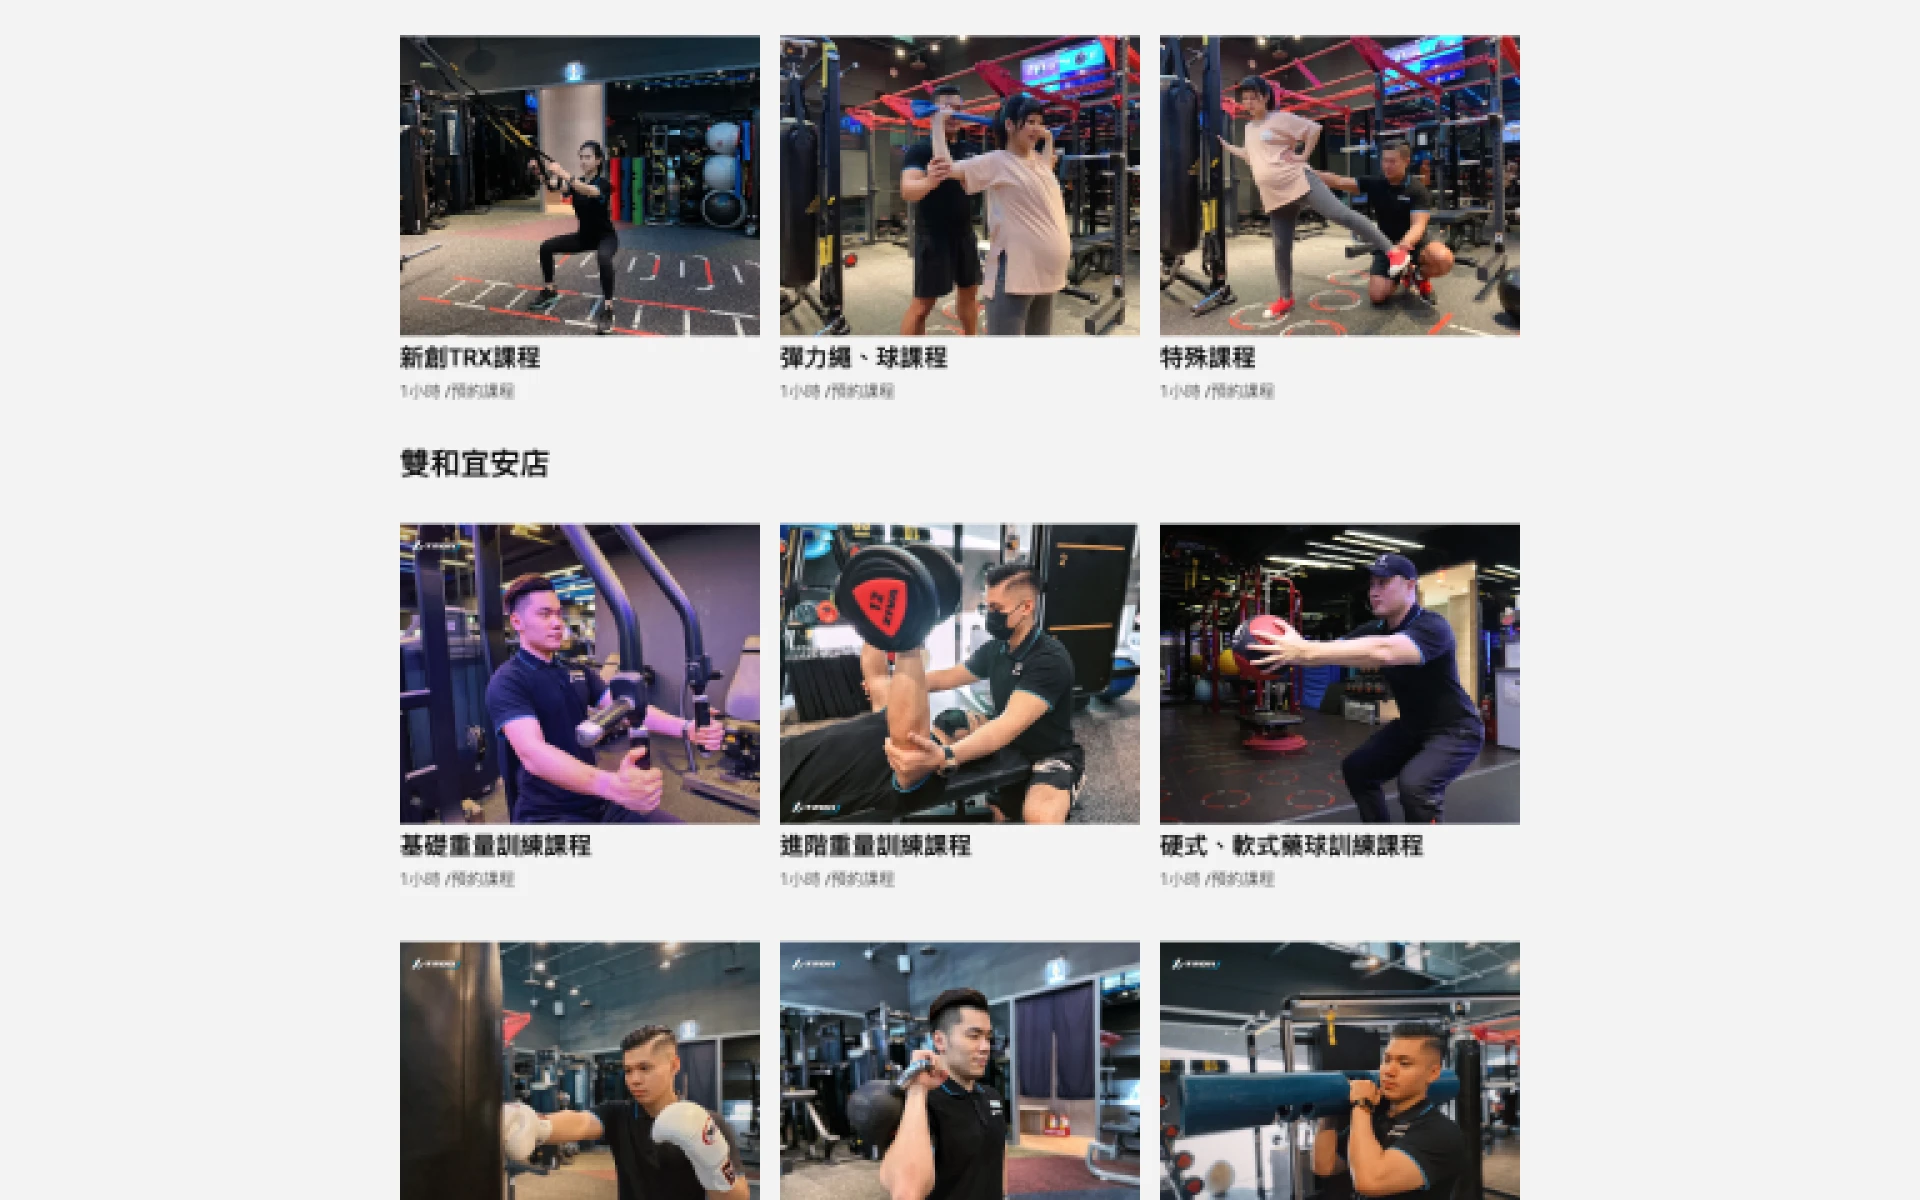 新創TRX課程
彈力繩、球課程
特殊課程
1小時 /預約課程
1小時 /預約課程
1小時 /預約課程
雙和宜安店
12
基礎重量訓練課程
進階重量訓練課程
硬式、軟式藥球訓練課程
1小時 /預約課程
1小時 /預約課程
1小時 /預約課程